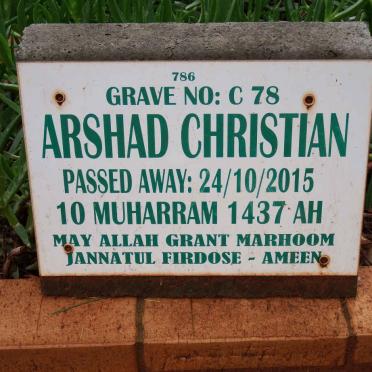 786
GRAVE NO: C 78
ARSHAD CHRISTIAN
PASSED AWAY: 24/10/2015
10 MUHARRAM 1437 AH
MAY ALLAH GRANT MARHOOM
JANNATUL FIRDOSE - AMEEN